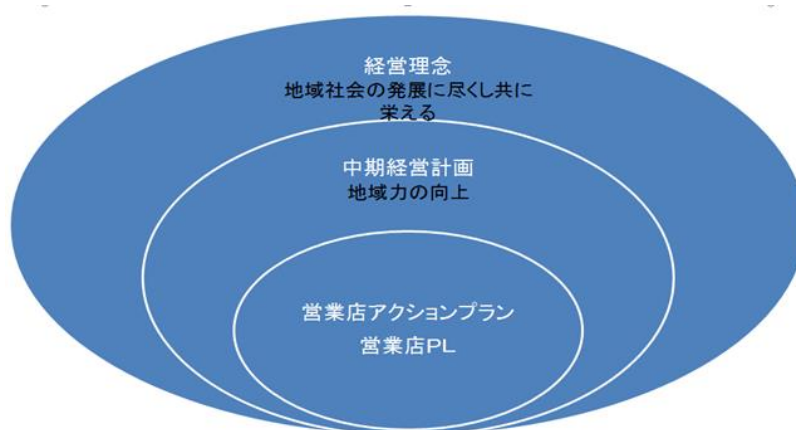 経営理念
地域社会の発展に尽くし共に
栄える
中期経営計画
地域力の向上
営業店アクションプラン
営業店PL